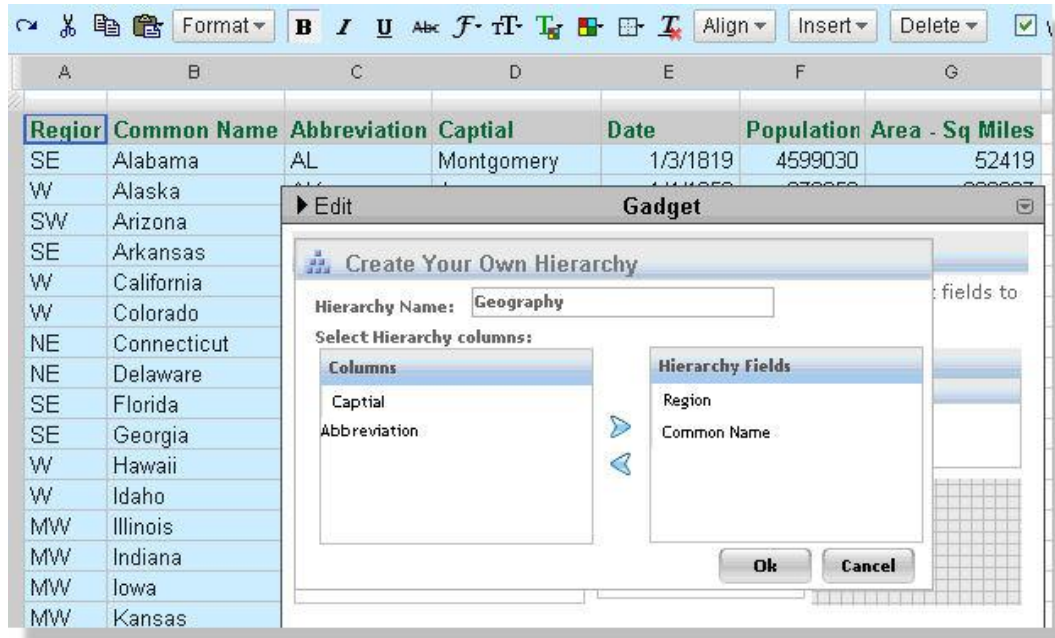 Format B I U Abc F T T T Align Insert Delete
A B C D E F G
Region Common Name Abbreviation Captial Date Population Area - Sq Miles
SE Alabama AL Montgomery 1/3/1819 4599030 52419
W Alaska
SW Arizona
SE Arkansas
W California
W Colorado
NE Connecticut
NE Delaware
SE Florida
SE Georgia
W Hawaii
W Idaho
MW Illinois
MW Indiana
MW Iowa
MW Kansas
Edit Gadget
Create Your Own Hierarchy
fields to
Hierarchy Name: Geography
Select Hierarchy columns:
Columns
Captial
Abbreviation
Hierarchy Fields
Region
Common Name
Ok Cancel